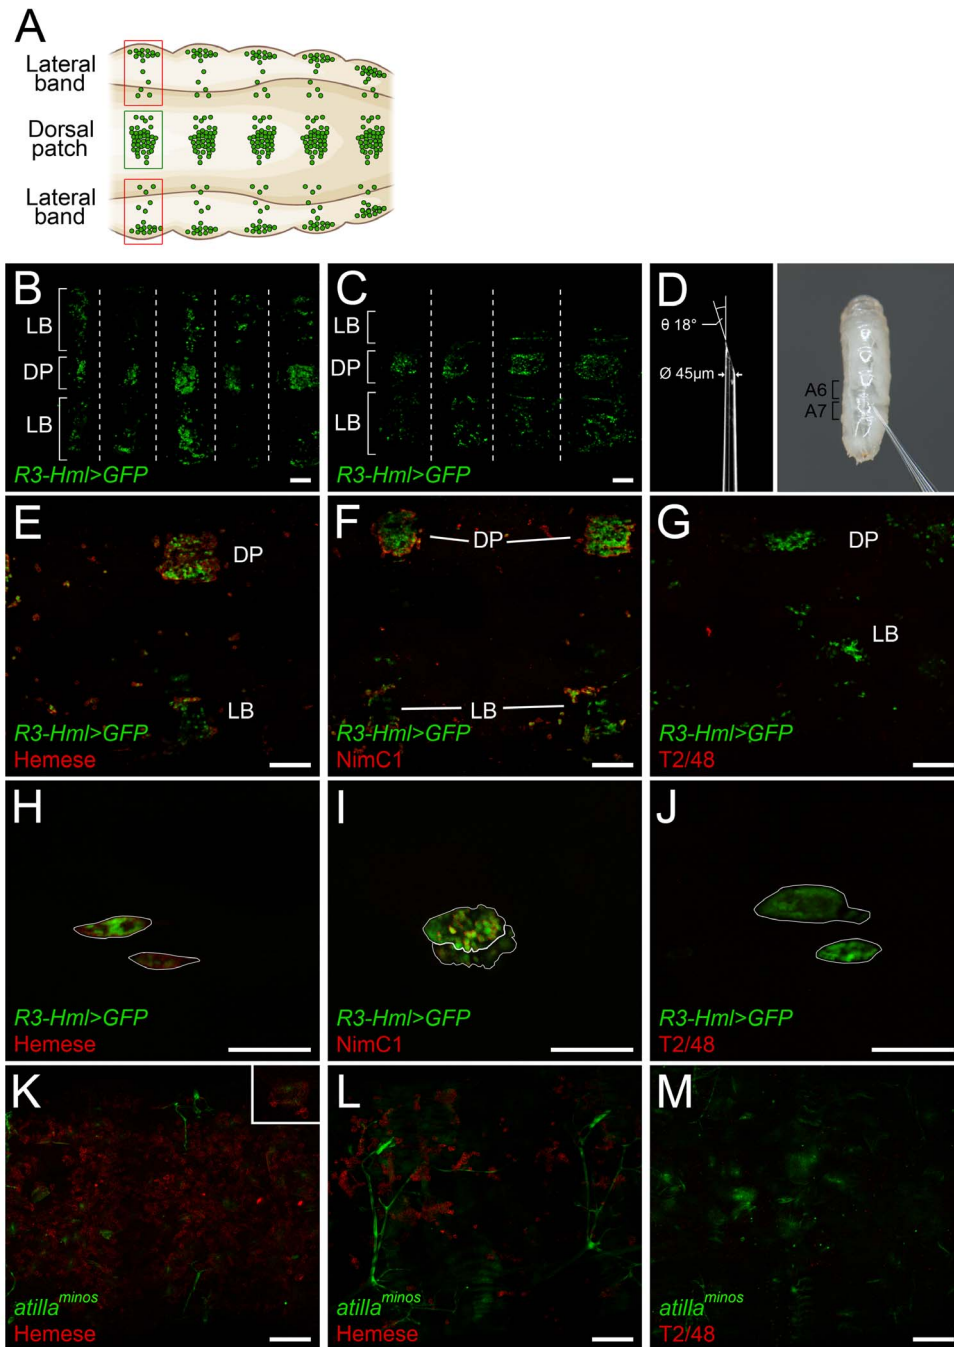 A
Lateral
band
Dorsal
patch
Lateral
band
B
LB
DP
LB
R3-Hml>GFP
C
LB
DP
LB
R3-Hml>GFP
D
θ 18°
Ø 45µm
A6
A7
E
DP
LB
R3-Hml>GFP
Hemese
F
DP
LB
R3-Hml>GFP
NimC1
G
DP
LB
R3-Hml>GFP
T2/48
H
R3-Hml>GFP
Hemese
I
R3-Hml>GFP
NimC1
J
R3-Hml>GFP
T2/48
K
atilla^minos
Hemese
L
atilla^minos
Hemese
M
atilla^minos
T2/48